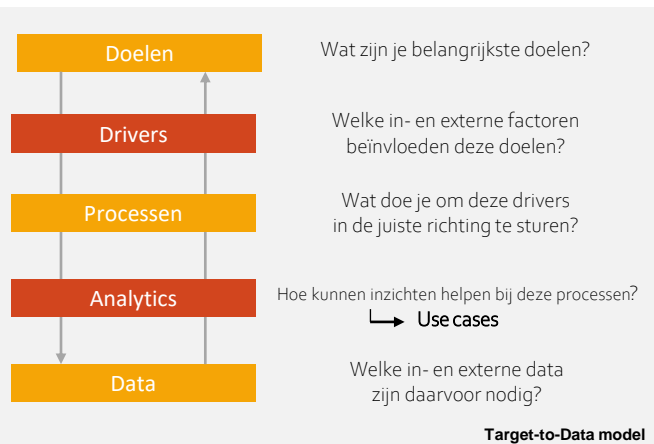 Doelen
Wat zijn je belangrijkste doelen?
Drivers
Welke in- en externe factoren
beïnvloeden deze doelen?
Processen
Wat doe je om deze drivers
in de juiste richting te sturen?
Analytics
Hoe kunnen inzichten helpen bij deze processen?
Use cases
Data
Welke in- en externe data
zijn daarvoor nodig?
Target-to-Data model